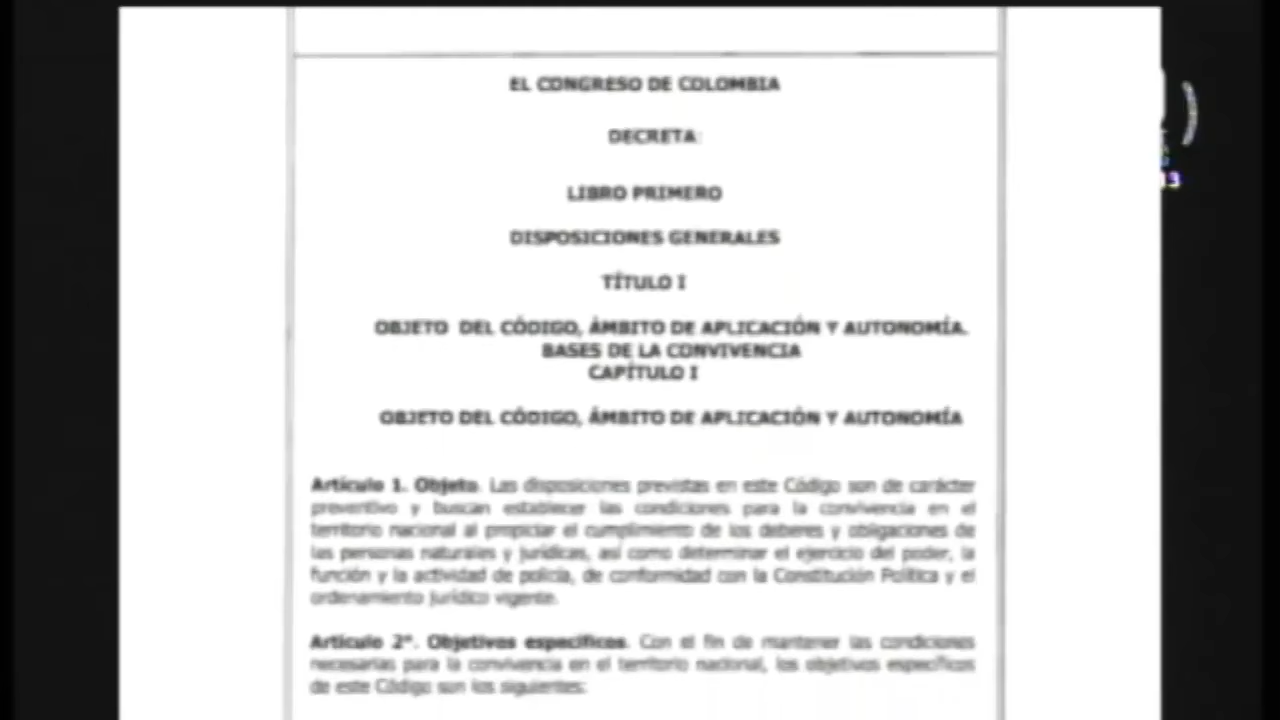 EL CONGRESO DE COLOMBIA
DECRETA:
LIBRO PRIMERO
DISPOSICIONES GENERALES
TÍTULO I
OBJETO DEL CÓDIGO, ÁMBITO DE APLICACIÓN Y AUTONOMÍA.
BASES DE LA CONVIVENCIA
CAPÍTULO I
OBJETO DEL CÓDIGO, ÁMBITO DE APLICACIÓN Y AUTONOMÍA
Artículo 1. Objeto. Las disposiciones previstas en este Código son de carácter
preventivo y buscan establecer las condiciones para la convivencia en el
territorio nacional al propiciar el cumplimiento de los deberes y obligaciones de
las personas naturales y jurídicas, así como determinar el ejercicio del poder, la
función y la actividad de policía, de conformidad con la Constitución Política y el
ordenamiento jurídico vigente.
Artículo 2°. Objetivos específicos. Con el fin de mantener las condiciones
necesarias para la convivencia en el territorio nacional, los objetivos específicos
de este Código son los siguientes: